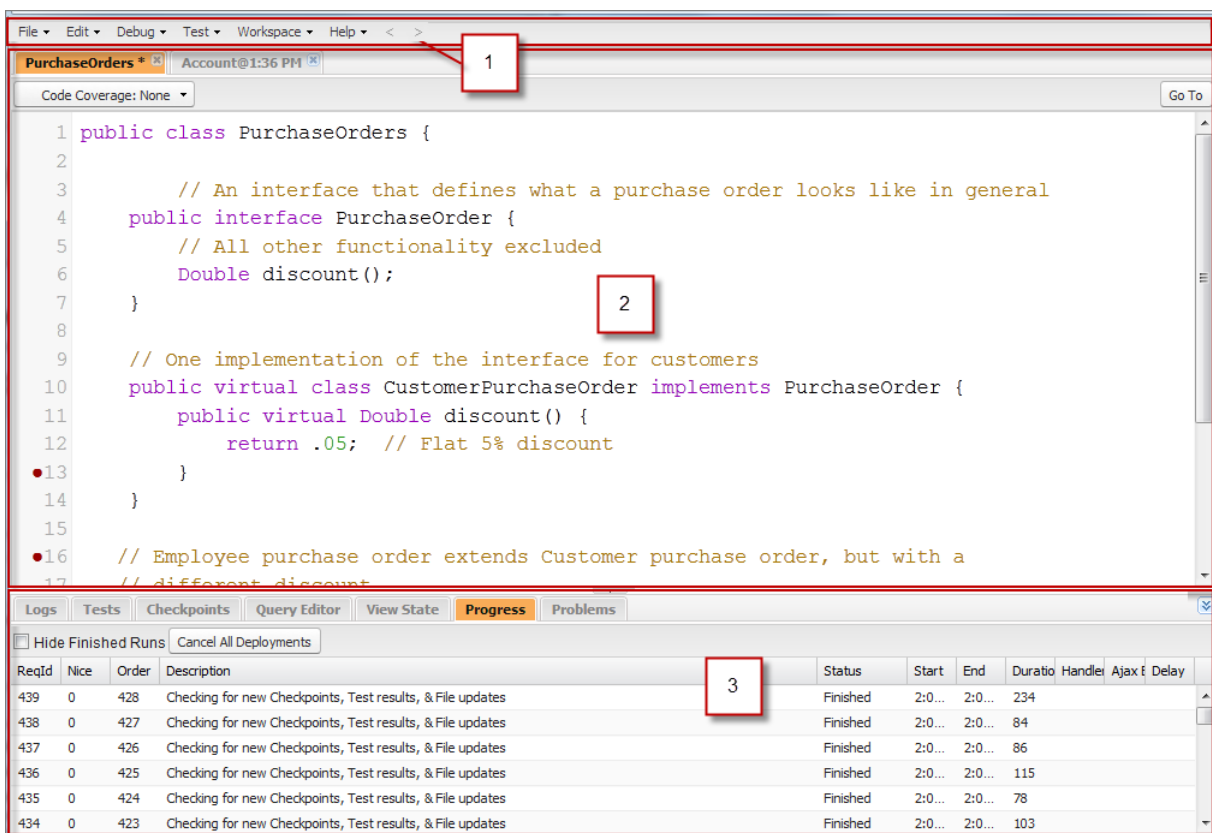 File Edit Debug Test Workspace Help < >
1
PurchaseOrders * Account@1:36 PM
Code Coverage: None Go To
1 public class PurchaseOrders {
2
3 // An interface that defines what a purchase order looks like in general
4 public interface PurchaseOrder {
5 // All other functionality excluded
6 Double discount();
7 }
2
8
9 // One implementation of the interface for customers
10 public virtual class CustomerPurchaseOrder implements PurchaseOrder {
11 public virtual Double discount() {
12 return .05; // Flat 5% discount
13 }
14 }
15
16 // Employee purchase order extends Customer purchase order, but with a
17 // different discount
Logs Tests Checkpoints Query Editor View State Progress Problems
Hide Finished Runs Cancel All Deployments
ReqId Nice Order Description Status Start End Duratio Handler Ajax Delay
3
439 0 428 Checking for new Checkpoints, Test results, & File updates Finished 2:0... 2:0... 234
438 0 427 Checking for new Checkpoints, Test results, & File updates Finished 2:0... 2:0... 84
437 0 426 Checking for new Checkpoints, Test results, & File updates Finished 2:0... 2:0... 86
436 0 425 Checking for new Checkpoints, Test results, & File updates Finished 2:0... 2:0... 115
435 0 424 Checking for new Checkpoints, Test results, & File updates Finished 2:0... 2:0... 78
434 0 423 Checking for new Checkpoints, Test results, & File updates Finished 2:0... 2:0... 103